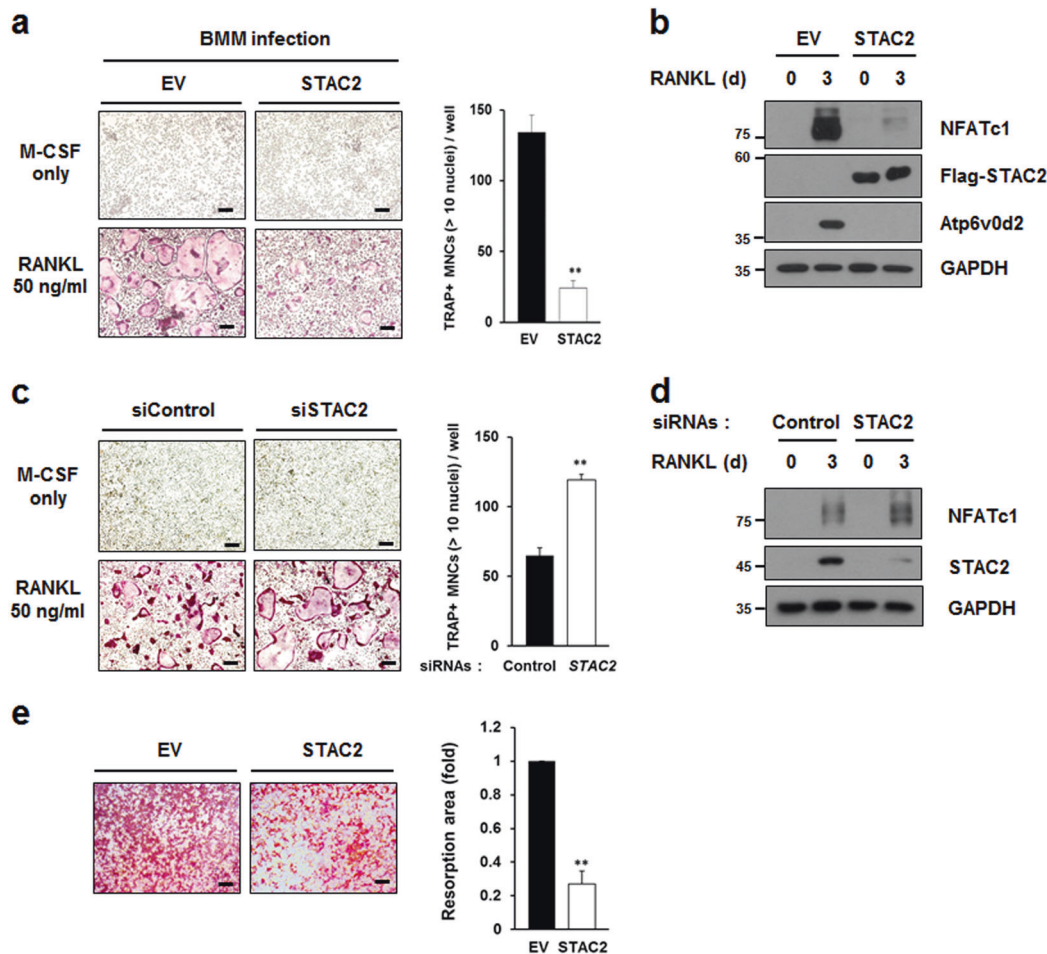 a
BMM infection
EV STAC2
M-CSF
only
RANKL
50 ng/ml
TRAP+ MNCs (> 10 nuclei) / well
150
100
50
0
EV STAC2
**
b
EV STAC2
RANKL (d) 0 3 0 3
75
NFATc1
60
Flag-STAC2
35
Atp6v0d2
35
GAPDH
c
siControl siSTAC2
M-CSF
only
RANKL
50 ng/ml
TRAP+ MNCs (> 10 nuclei) / well
150
100
50
0
**
siRNAs : Control STAC2
d
siRNAs : Control STAC2
RANKL (d) 0 3 0 3
75
NFATc1
45
STAC2
35
GAPDH
e
EV STAC2
Resorption area (fold)
1.2
1
0.8
0.6
0.4
0.2
0
**
EV STAC2